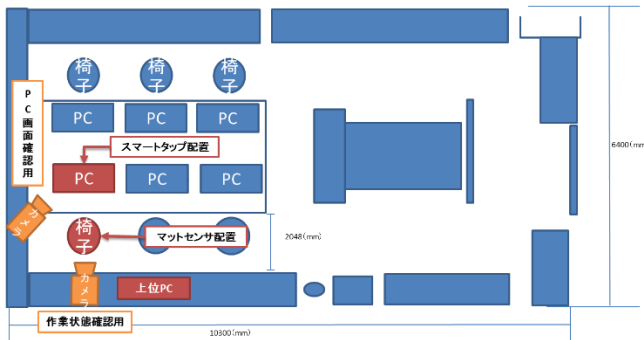 椅子
椅子
椅子
PC画面確認用
PC
PC
PC
スマートタップ配置
PC
PC
PC
カメラ
椅子
マットセンサ配置
2048(mm)
6400(mm)
カメラ
上位PC
作業状態確認用
10300(mm)